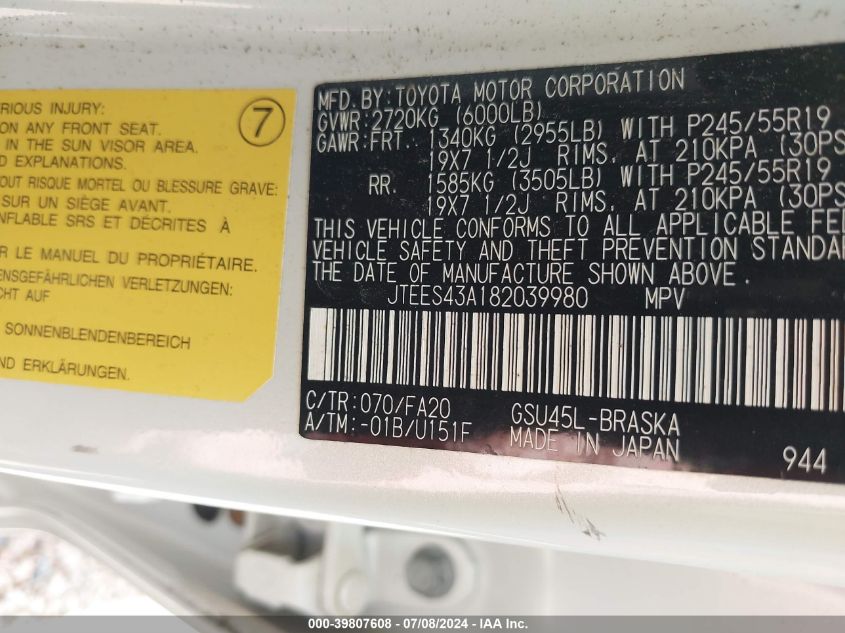 RIOUS INJURY:
ON ANY FRONT SEAT.
IN THE SUN VISOR AREA.
D EXPLANATIONS.
OUT RISQUE MORTEL OU BLESSURE GRAVE:
SUR UN SIÈGE AVANT.
NFLABLE SRS ET DÉCRITES À
R LE MANUEL DU PROPRIÉTAIRE.
ENSGEFÄHRLICHEN VERLETZUNGEN.
CHT AUF
SONNENBLENDENBEREICH
ND ERKLÄRUNGEN.
7
MFD. BY: TOYOTA MOTOR CORPORATION
GVWR: 2720KG (6000LB)
GAWR: FRT. 1340KG (2955LB) WITH P245/55R19
19X7 1/2J RIMS, AT 210KPA (30PS
RR. 1585KG (3505LB) WITH P245/55R19
19X7 1/2J RIMS, AT 210KPA (30PS
THIS VEHICLE CONFORMS TO ALL APPLICABLE FED
VEHICLE SAFETY AND THEFT PREVENTION STANDA
THE DATE OF MANUFACTURE SHOWN ABOVE.
JTEES43A182039980 MPV
C/TR: 070/FA20 GSU45L-BRASKA
A/TM: -01B/U151F MADE IN JAPAN
944
000-39807608 - 07/08/2024 - IAA Inc.